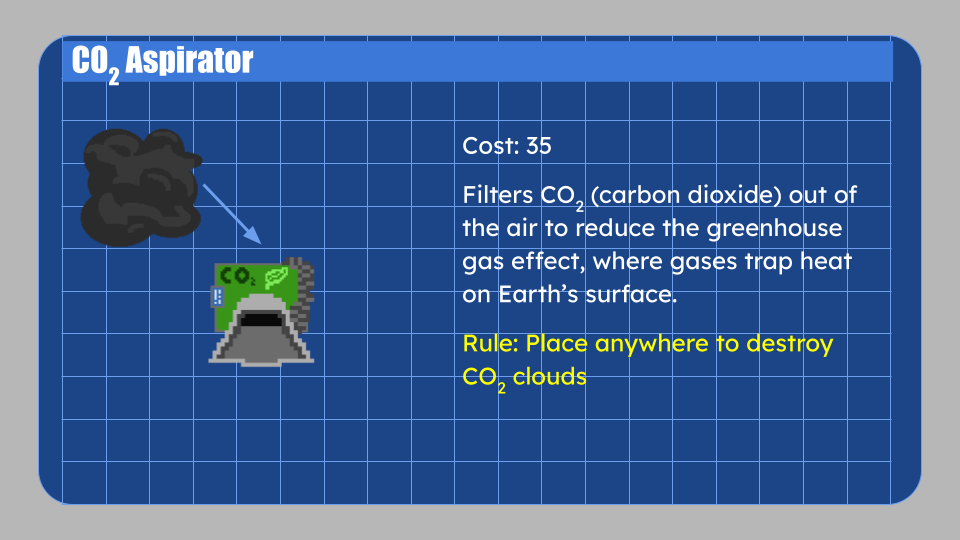 CO₂ Aspirator
Cost: 35
Filters CO₂ (carbon dioxide) out of
the air to reduce the greenhouse
gas effect, where gases trap heat
on Earth’s surface.
CO₂
Rule: Place anywhere to destroy
CO₂ clouds